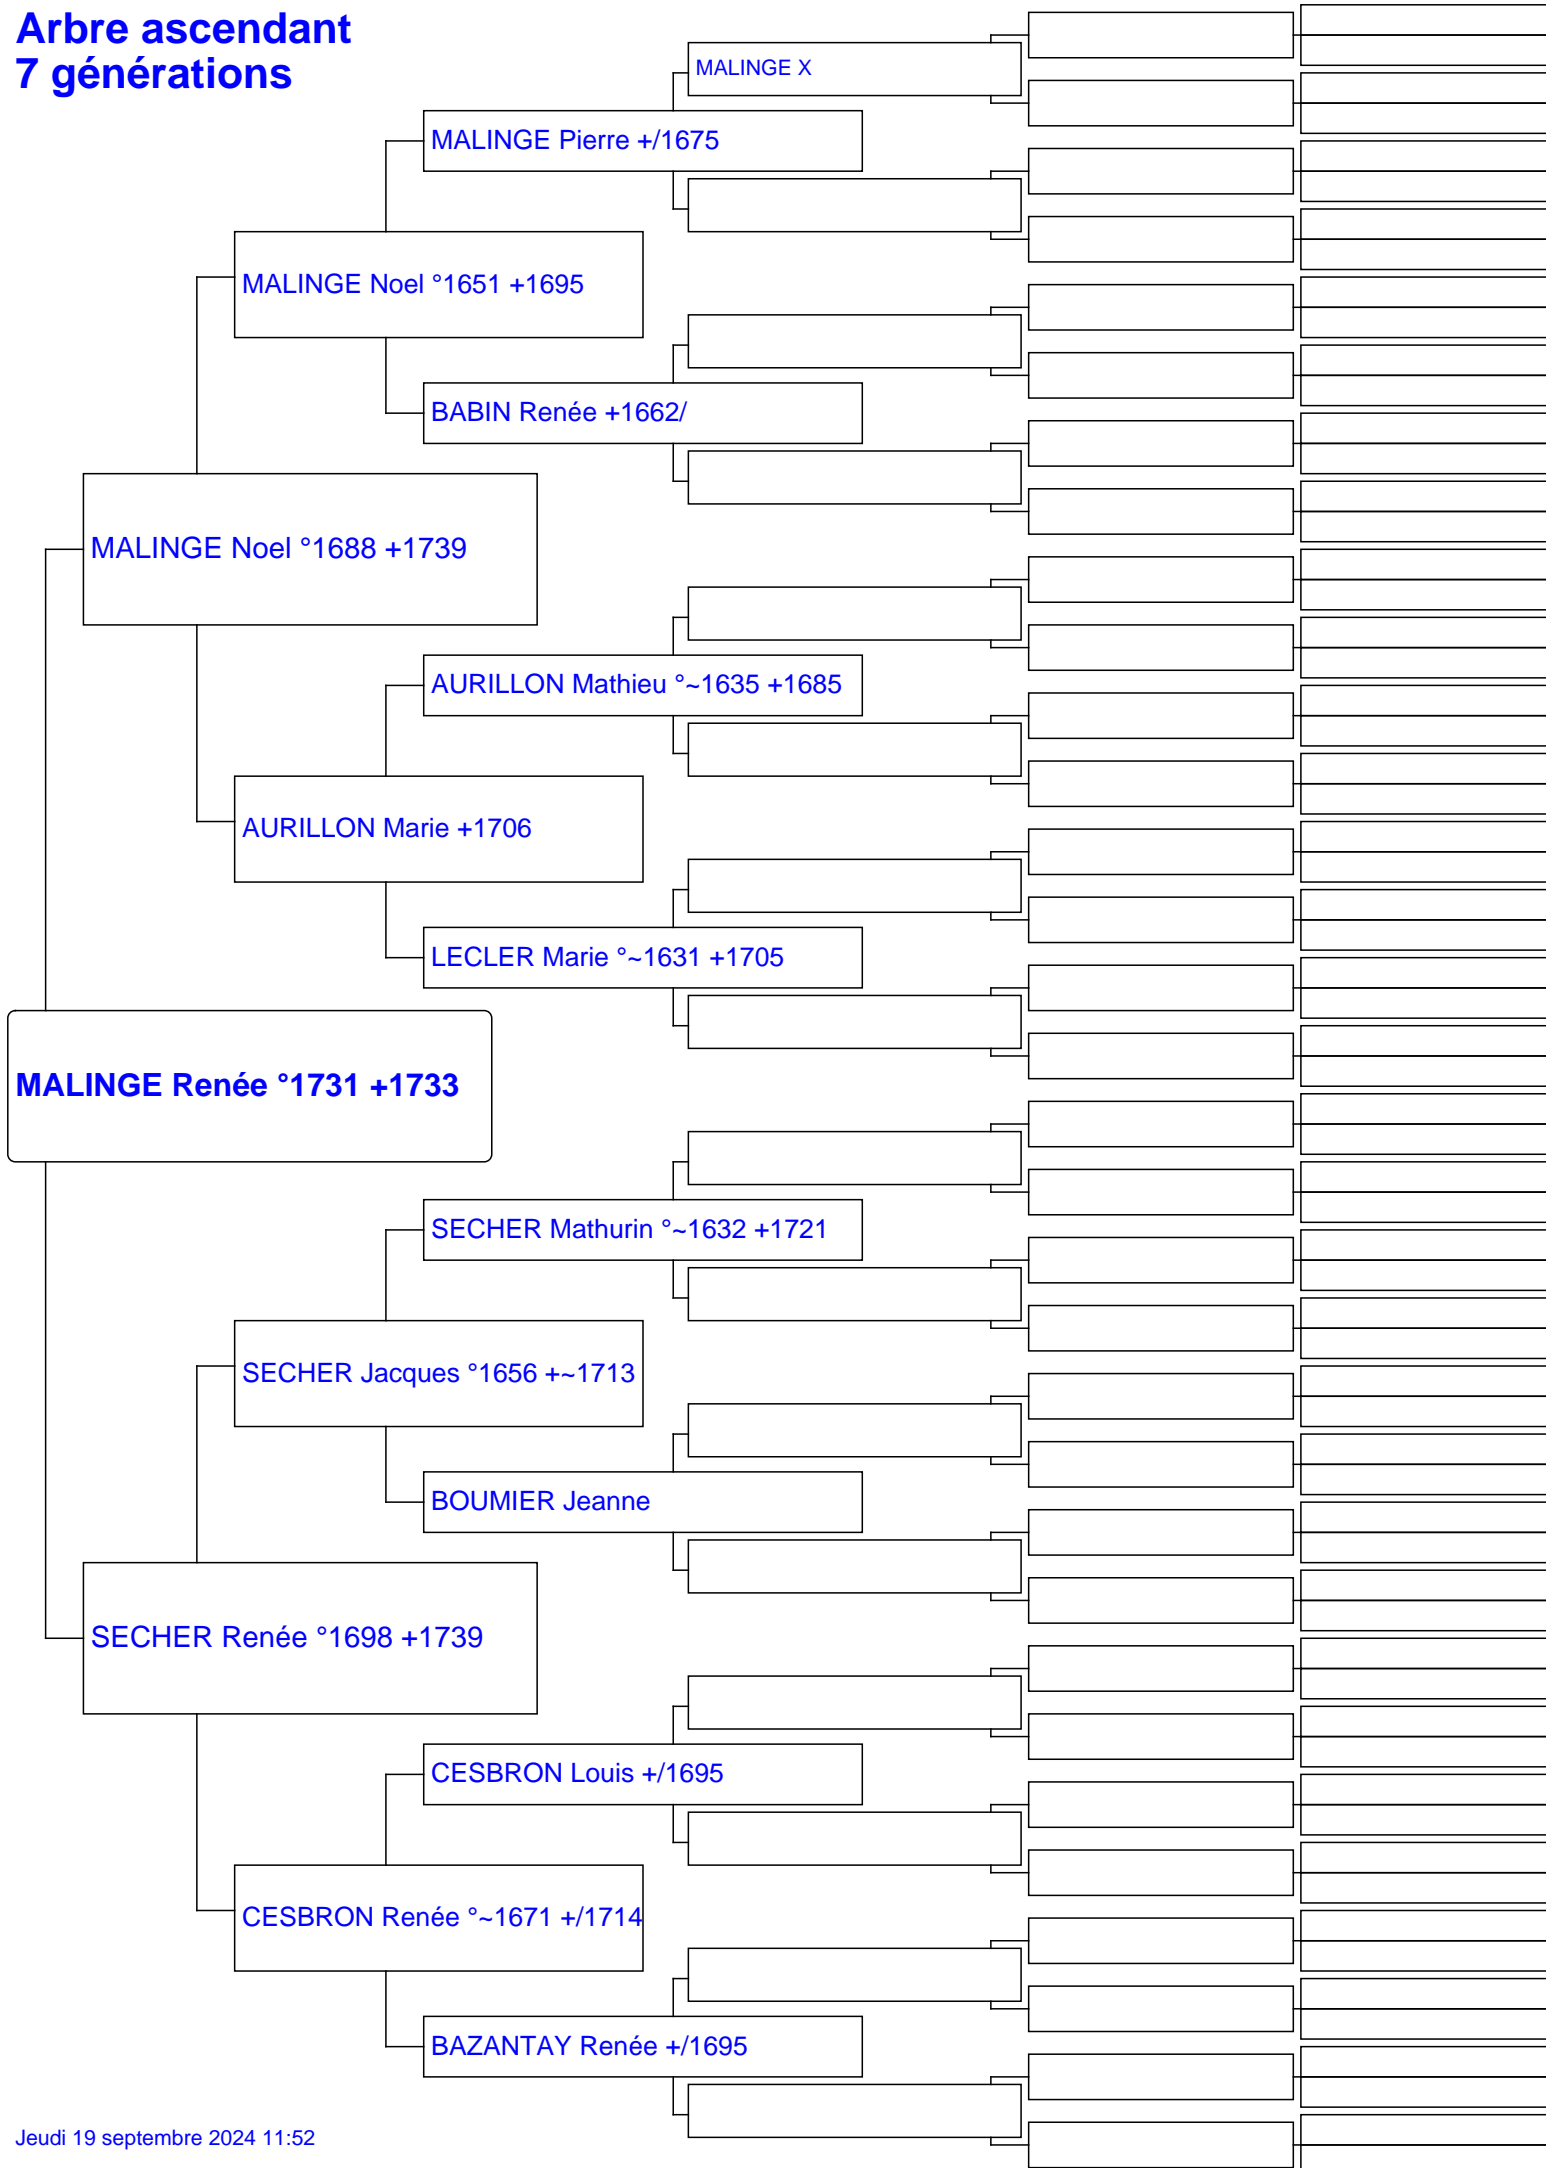 Arbre ascendant
7 générations
MALINGE X
MALINGE Pierre +/1675
MALINGE Noel °1651 +1695
BABIN Renée +1662/
MALINGE Noel °1688 +1739
AURILLON Mathieu °~1635 +1685
AURILLON Marie +1706
LECLER Marie °~1631 +1705
MALINGE Renée °1731 +1733
SECHER Mathurin °~1632 +1721
SECHER Jacques °1656 +~1713
BOUMIER Jeanne
SECHER Renée °1698 +1739
CESBRON Louis +/1695
CESBRON Renée °~1671 +/1714
BAZANTAY Renée +/1695
Jeudi 19 septembre 2024 11:52